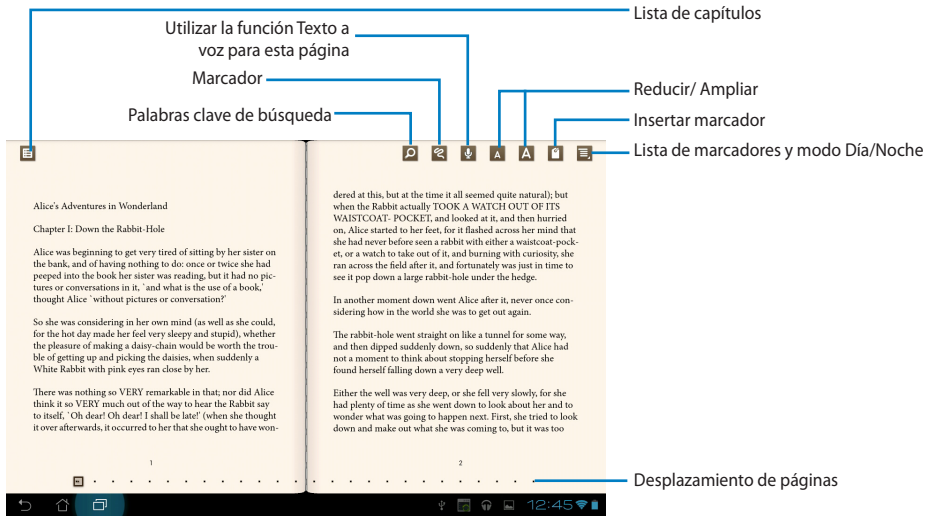 Lista de capítulos
Utilizar la función Texto a
voz para esta página
Marcador
Reducir/ Ampliar
Palabras clave de búsqueda
Insertar marcador
Lista de marcadores y modo Día/Noche
A
A
Alice's Adventures in Wonderland
Chapter I: Down the Rabbit-Hole
Alice was beginning to get very tired of sitting by her sister on
the bank, and of having nothing to do: once or twice she had
peeped into the book her sister was reading, but it had no pic-
tures or conversations in it, `and what is the use of a book,'
thought Alice `without pictures or conversation?'
So she was considering in her own mind (as well as she could,
for the hot day made her feel very sleepy and stupid), whether
the pleasure of making a daisy-chain would be worth the trou-
ble of getting up and picking the daisies, when suddenly a
White Rabbit with pink eyes ran close by her.
There was nothing so VERY remarkable in that; nor did Alice
think it so VERY much out of the way to hear the Rabbit say
to itself, `Oh dear! Oh dear! I shall be late!' (when she thought
it over afterwards, it occurred to her that she ought to have won-
1
dered at this, but at the time it all seemed quite natural); but
when the Rabbit actually TOOK A WATCH OUT OF ITS
WAISTCOAT- POCKET, and looked at it, and then hurried
on, Alice started to her feet, for it flashed across her mind that
she had never before seen a rabbit with either a waistcoat-pock-
et, or a watch to take out of it, and burning with curiosity, she
ran across the field after it, and fortunately was just in time to
see it pop down a large rabbit-hole under the hedge.
In another moment down went Alice after it, never once con-
sidering how in the world she was to get out again.
The rabbit-hole went straight on like a tunnel for some way,
and then dipped suddenly down, so suddenly that Alice had
not a moment to think about stopping herself before she
found herself falling down a very deep well.
Either the well was very deep, or she fell very slowly, for she
had plenty of time as she went down to look about her and to
wonder what was going to happen next. First, she tried to look
down and make out what she was coming to, but it was too
2
Desplazamiento de páginas
12:45